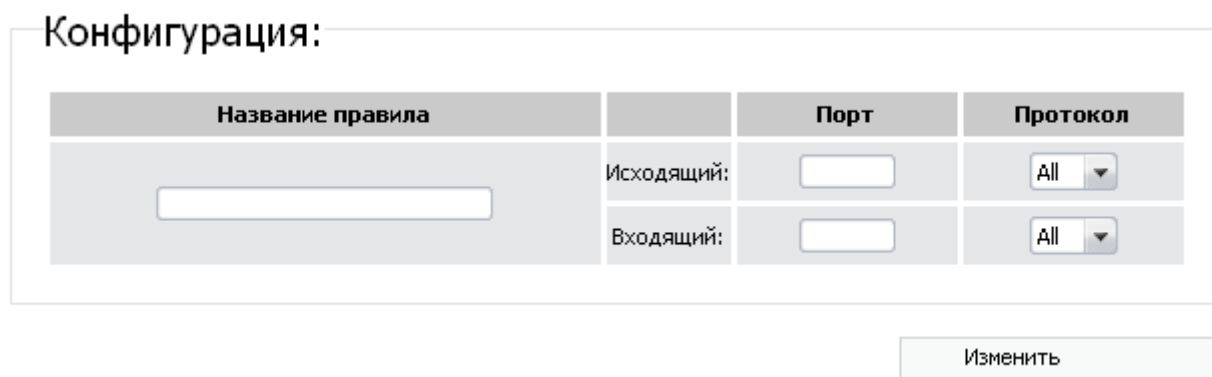 Конфигурация:
Название правила Порт Протокол
Исходящий: All
Входящий: All
Изменить